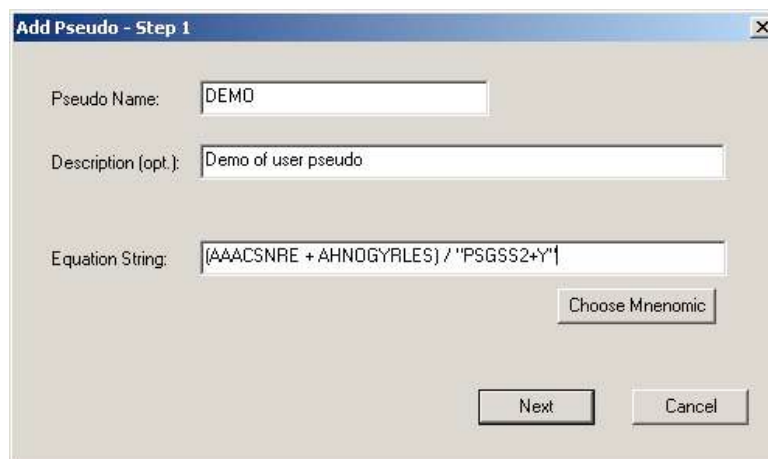 Add Pseudo - Step 1
Pseudo Name: DEMO
Description (opt.): Demo of user pseudo
Equation String: (AAACSNRE + AHNOGYRLES) / "PSGSS2+Y"
Choose Mnenomic
Next Cancel